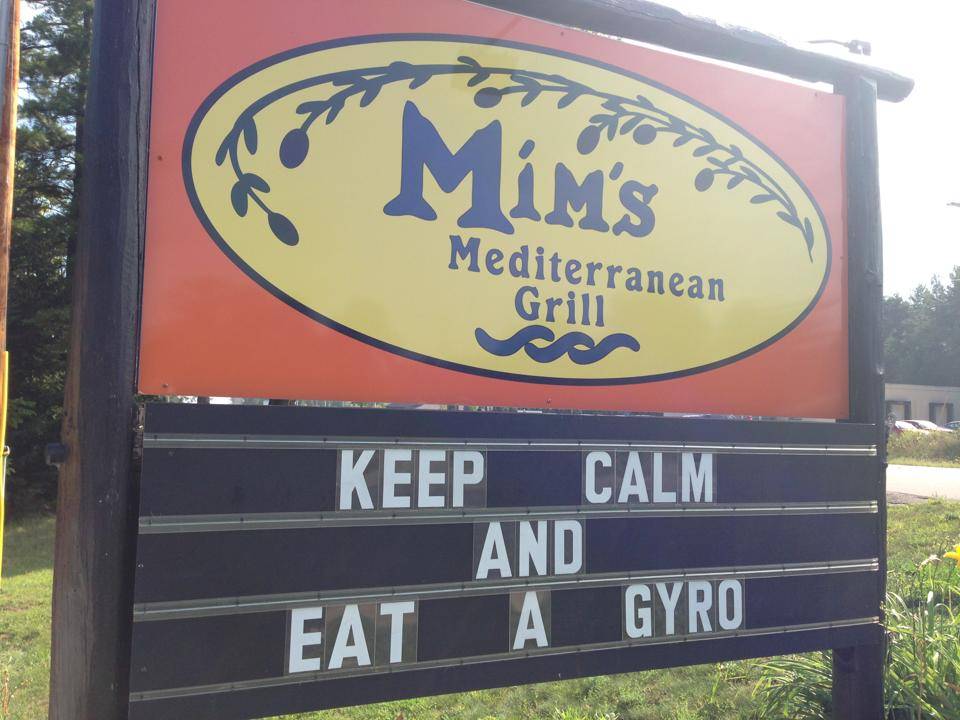 Mim's
Mediterranean
Grill
KEEP CALM
AND
EAT A GYRO